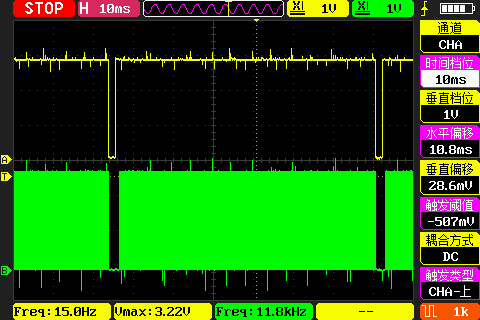 STOP H 10ms X1 1V X1 1V
通道
CHA
时间档位
10ms
垂直档位
1V
水平偏移
10.8ms
垂直偏移
28.6mV
触发阈值
-507mV
耦合方式
DC
触发类型
CHA-上
A
T
B
Freq:15.0Hz Vmax:3.22V Freq:11.8kHz -- 1k